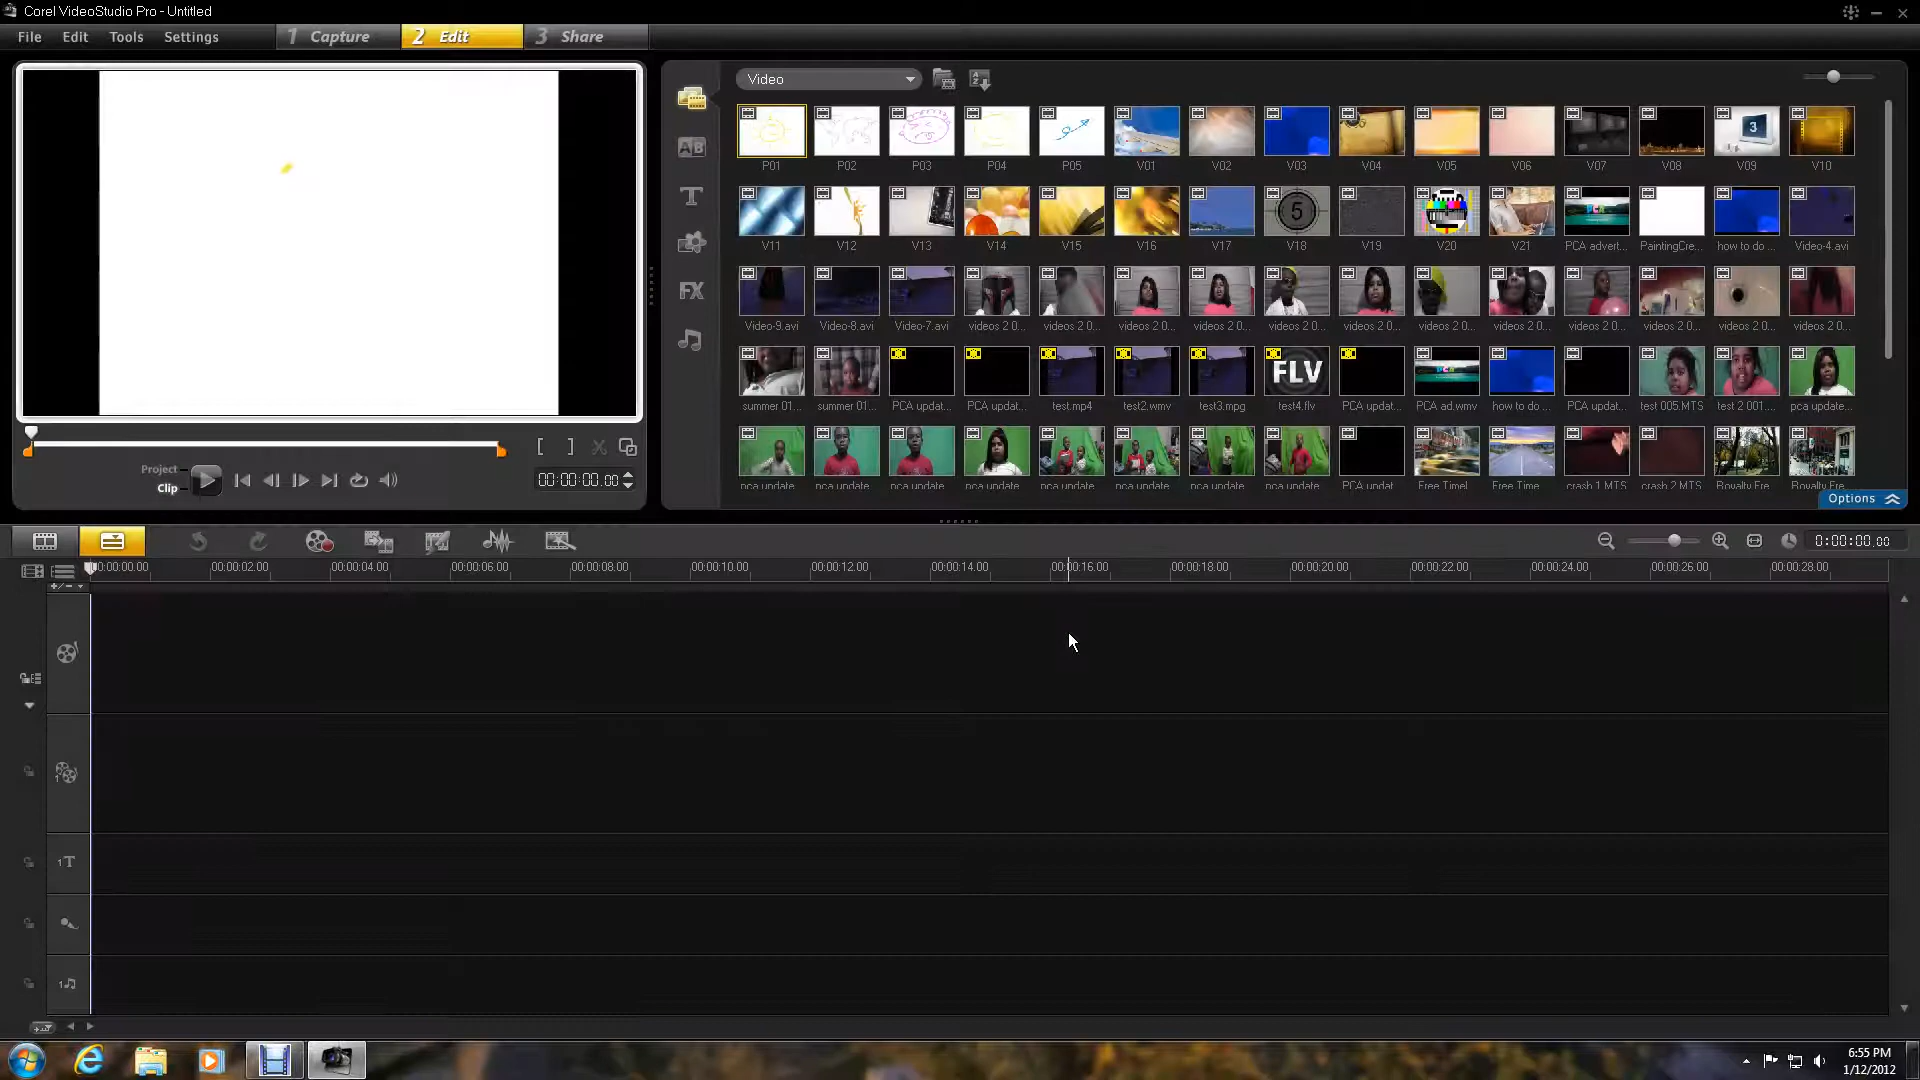 Corel VideoStudio Pro - Untitled
File Edit Tools Settings 1 Capture 2 Edit 3 Share
Video
P01 P02 P03 P04 P05 V01 V02 V03 V04 V05 V06 V07 V08 V09 V10
V11 V12 V13 V14 V15 V16 V17 V18 V19 V20 V21 PCA advert... PaintingCre... how to do ... Video-4.avi
Video-9.avi Video-8.avi Video-7.avi videos 2 0... videos 2 0... videos 2 0... videos 2 0... videos 2 0... videos 2 0... videos 2 0... videos 2 0... videos 2 0... videos 2 0... videos 2 0... videos 2 0...
FLV
summer 01... summer 01... PCA updat... PCA updat... test.mp4 test2.wmv test3.mpg test4.flv PCA updat... PCA ad.wmv how to do ... PCA updat... test 005.MTS test 2 001.... pca update...
pca update pca update pca update pca update pca update pca update pca update pca update PCA updat Free Timel Free Time crash 1 MTS crash 2 MTS Royalty Fre Royalty Fre
AB
T
FX
Project
Clip
00:00:00.00
Options
0:00:00.00
00:00:00.00 00:00:02.00 00:00:04.00 00:00:06.00 00:00:08.00 00:00:10.00 00:00:12.00 00:00:14.00 00:00:16.00 00:00:18.00 00:00:20.00 00:00:22.00 00:00:24.00 00:00:26.00 00:00:28.00
1
1T
1
6:55 PM
1/12/2012